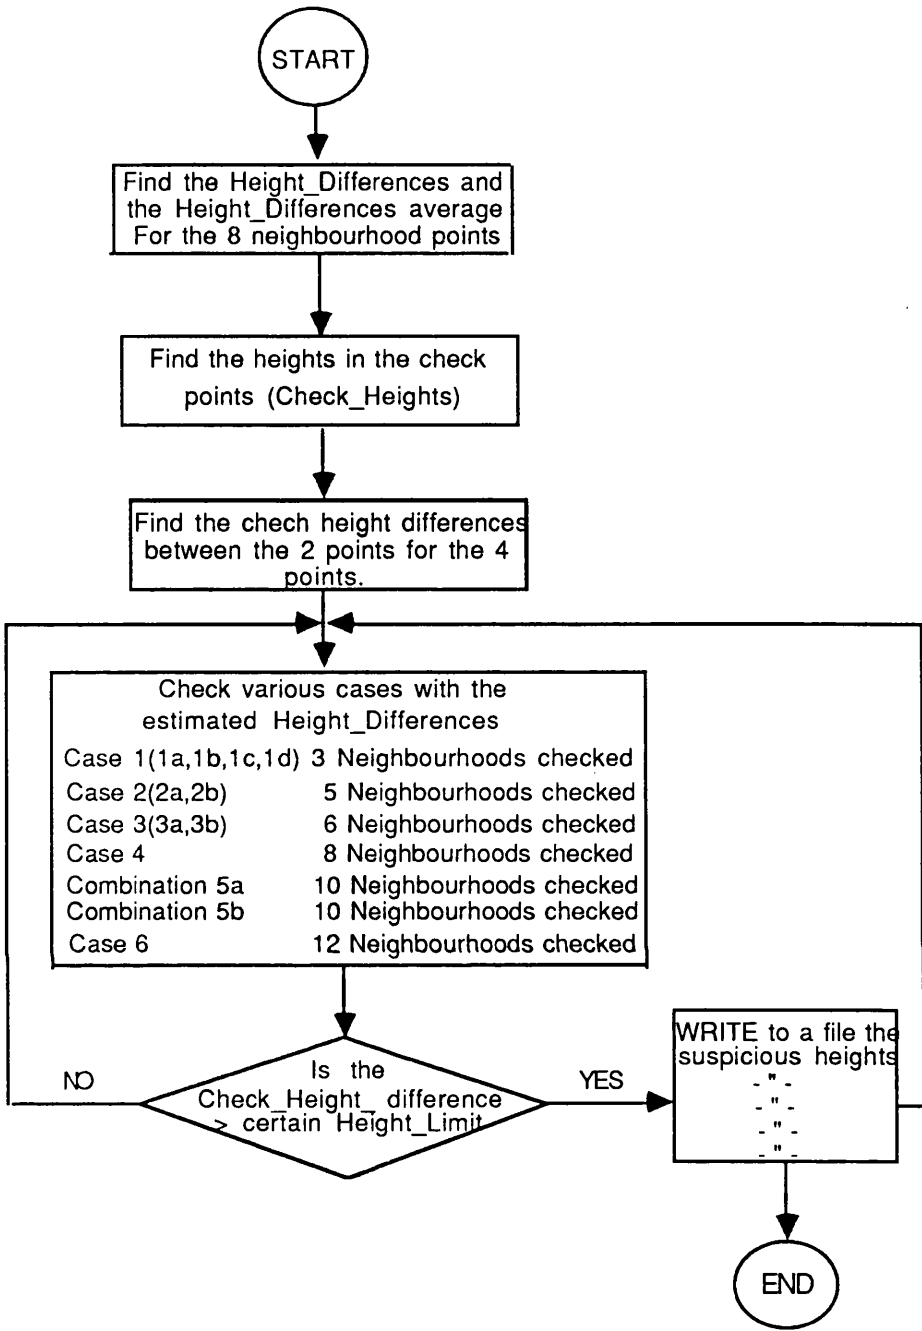 START
Find the Height_Differences and
the Height_Differences average
For the 8 neighbourhood points
Find the heights in the check
points (Check_Heights)
Find the chech height differences
between the 2 points for the 4
points.
Check various cases with the
estimated Height_Differences
Case 1(1a,1b,1c,1d) 3 Neighbourhoods checked
Case 2(2a,2b) 5 Neighbourhoods checked
Case 3(3a,3b) 6 Neighbourhoods checked
Case 4 8 Neighbourhoods checked
Combination 5a 10 Neighbourhoods checked
Combination 5b 10 Neighbourhoods checked
Case 6 12 Neighbourhoods checked
NO
Is the
Check_Height_ difference
> certain Height_Limit
YES
WRITE to a file the
suspicious heights
- " -
- " -
- " -
- " -
END